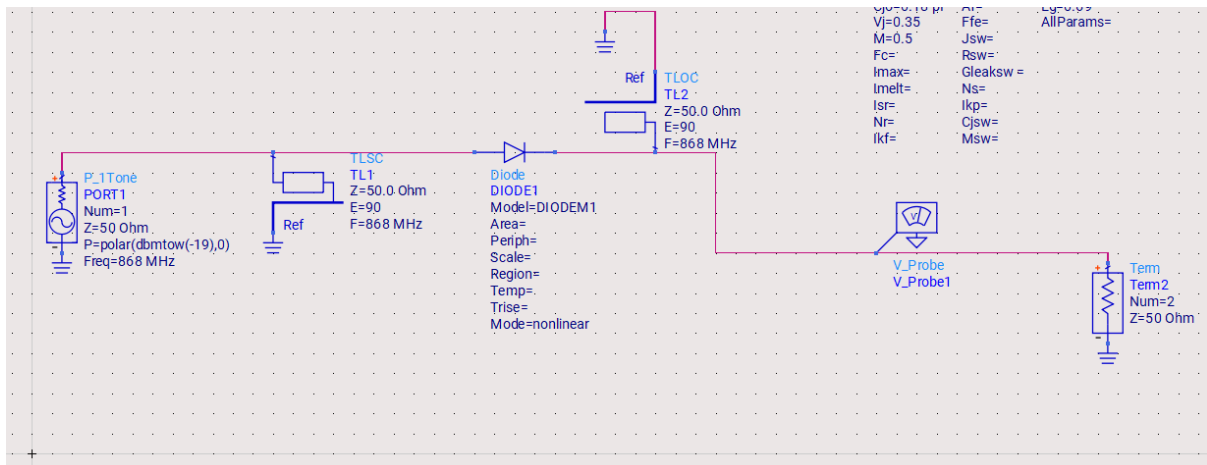 Vj=0.35
M=0.5
Fc=
Imax=
Imelt=
Isr=
Nr=
Ikf=
Ffe=
Jsw=
Rsw=
Gleaksw =
Ns=
Ikp=
Cjsw=
Msw=
AllParams=
Ref
TLOC
TL2
Z=50.0 Ohm
E=90
F=868 MHz
P_1Tone
PORT1
Num=1
Z=50 Ohm
P=polar(dbmtow(-19),0)
Freq=868 MHz
TLSC
TL1
Z=50.0 Ohm
E=90
F=868 MHz
Ref
Diode
DIODE1
Model=DIODEM1
Area=
Periph=
Scale=
Region=
Temp=
Trise=
Mode=nonlinear
V
V_Probe
V_Probe1
Term
Term2
Num=2
Z=50 Ohm